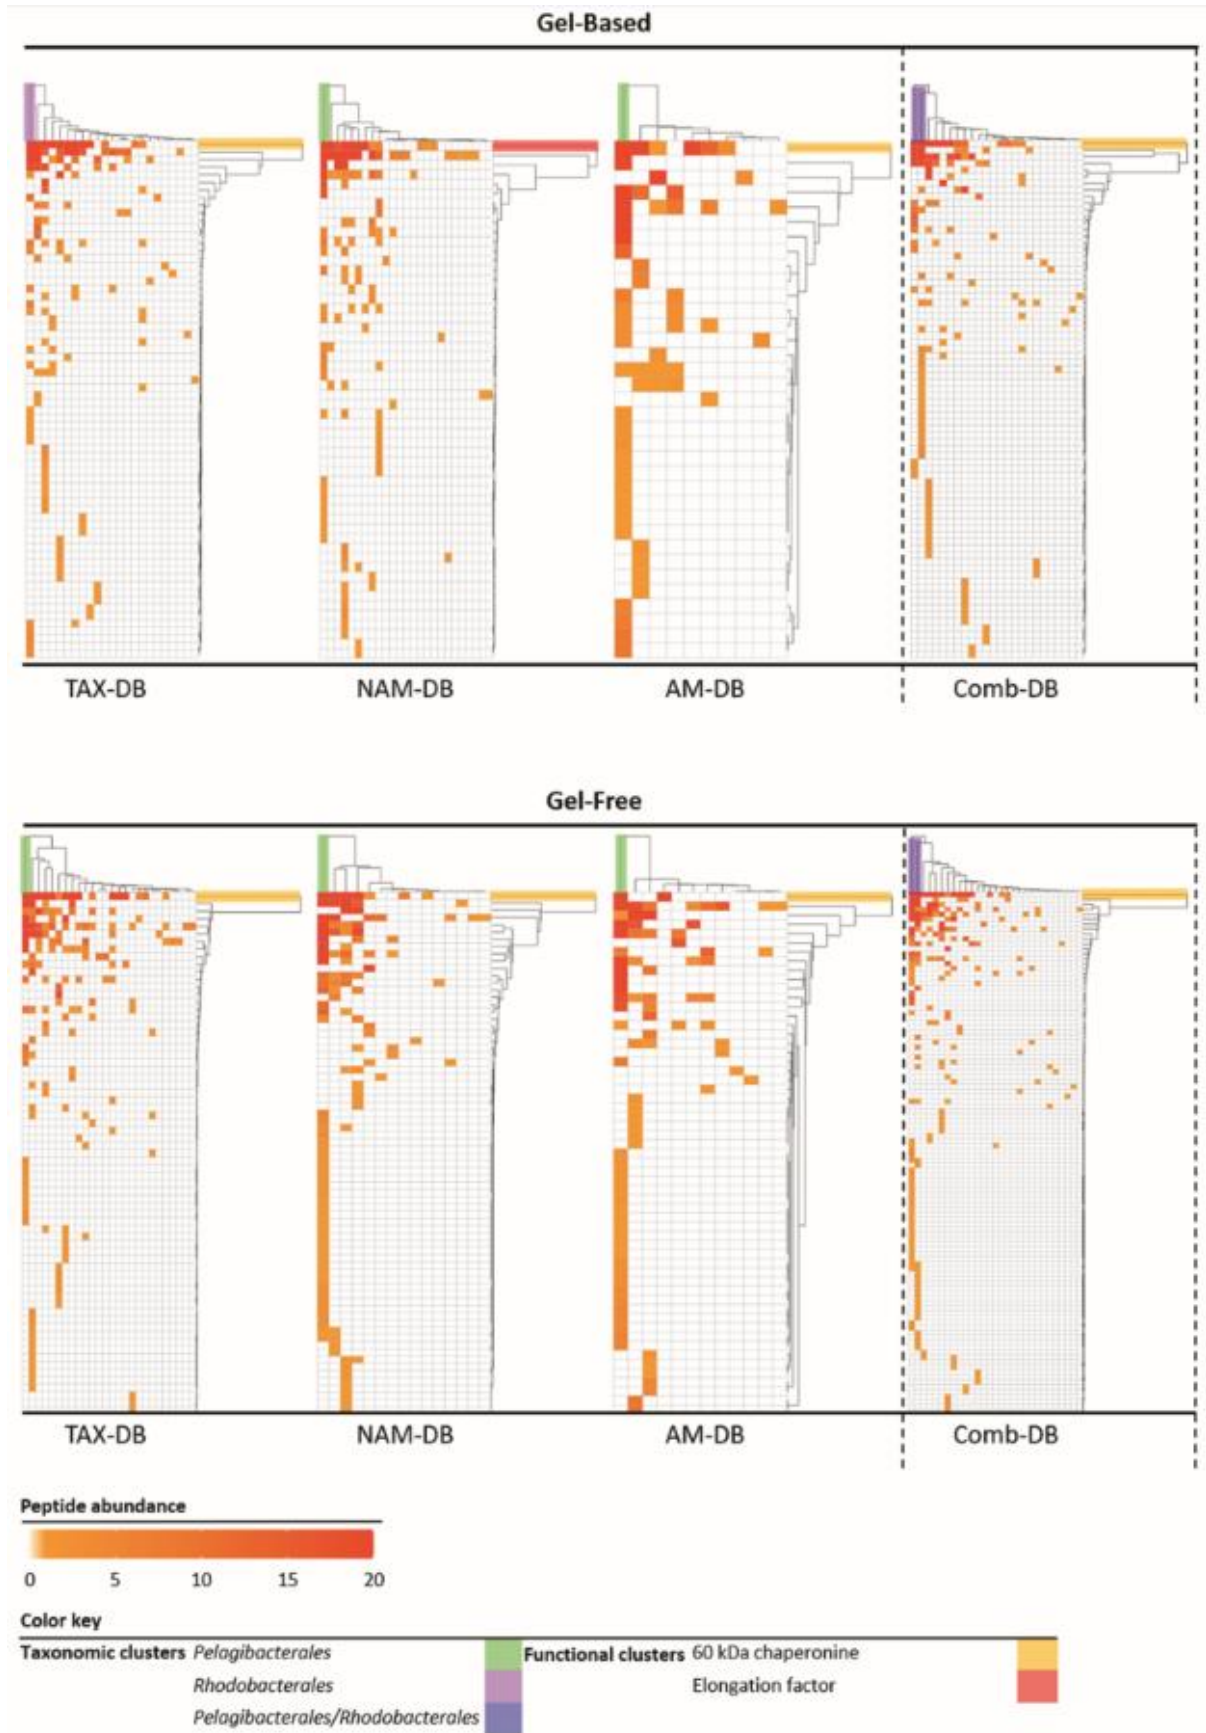 Gel-Based
TAX-DB NAM-DB AM-DB Comb-DB
Gel-Free
TAX-DB NAM-DB AM-DB Comb-DB
Peptide abundance
0 5 10 15 20
Color key
Taxonomic clusters Pelagibacterales Functional clusters 60 kDa chaperonine
Rhodobacterales Elongation factor
Pelagibacterales/Rhodobacterales